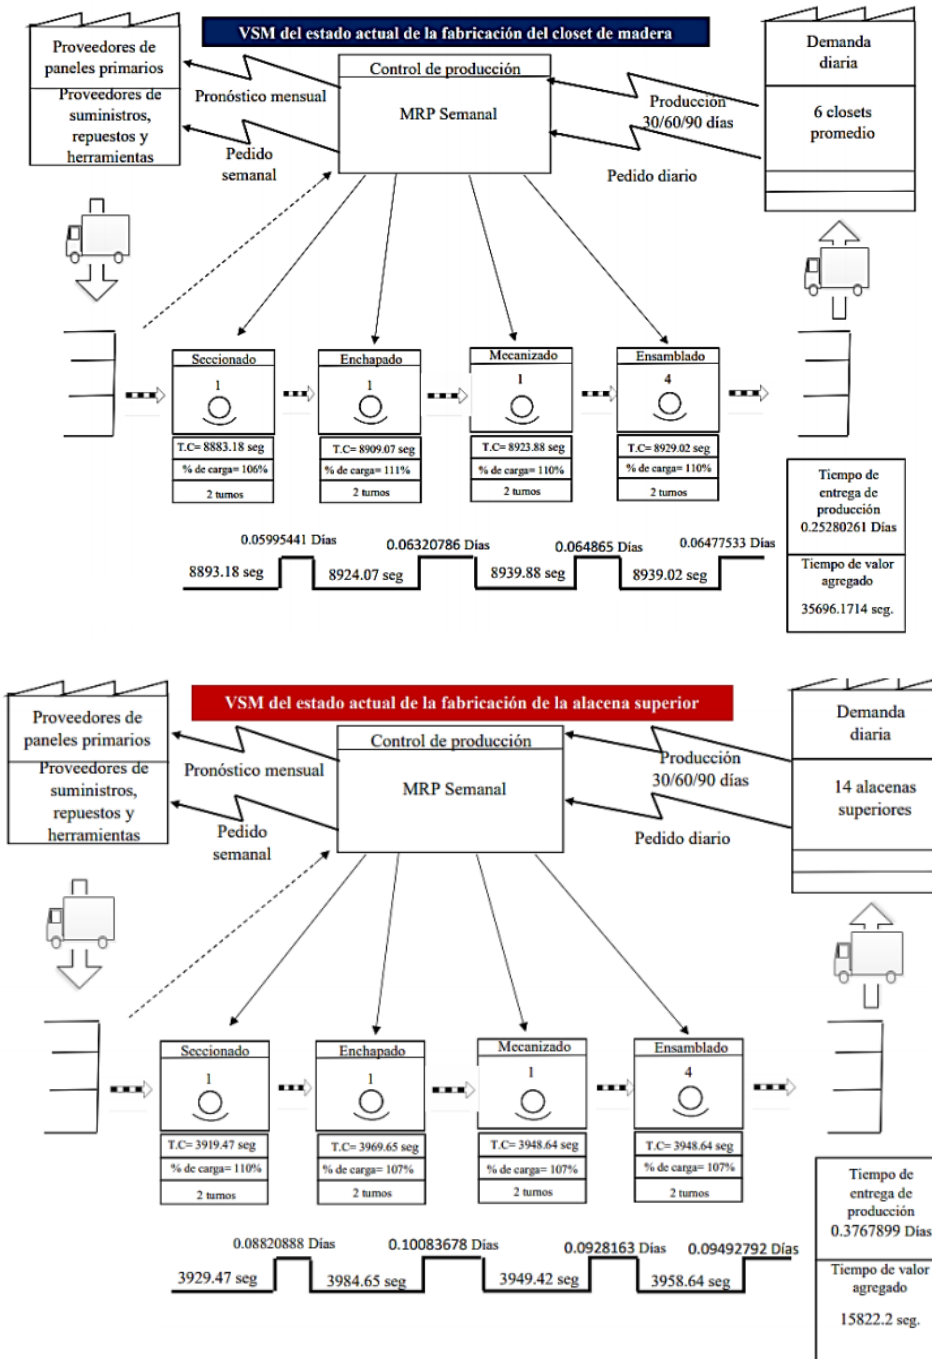 VSM del estado actual de la fabricación del closet de madera
Proveedores de
paneles primarios
Proveedores de
suministros,
repuestos y
herramientas
Pronóstico mensual
Pedido
semanal
Control de producción
MRP Semanal
Producción
30/60/90 días
Pedido diario
Demanda
diaria
6 closets
promedio
Seccionado
1
T.C= 8883.18 seg
% de carga= 106%
2 turnos
Enchapado
1
T.C= 8909.07 seg
% de carga= 111%
2 turnos
Mecanizado
1
T.C= 8923.88 seg
% de carga= 110%
2 turnos
Ensamblado
4
T.C= 8929.02 seg
% de carga= 110%
2 turnos
0.05995441 Días
0.06320786 Días
0.064865 Días
0.06477533 Días
8893.18 seg
8924.07 seg
8939.88 seg
8939.02 seg
Tiempo de
entrega de
producción
0.25280261 Días
Tiempo de valor
agregado
35696.1714 seg.
VSM del estado actual de la fabricación de la alacena superior
Proveedores de
paneles primarios
Proveedores de
suministros,
repuestos y
herramientas
Pronóstico mensual
Pedido
semanal
Control de producción
MRP Semanal
Producción
30/60/90 días
Pedido diario
Demanda
diaria
14 alacenas
superiores
Seccionado
1
T.C= 3919.47 seg
% de carga= 110%
2 turnos
Enchapado
1
T.C= 3969.65 seg
% de carga= 107%
2 turnos
Mecanizado
1
T.C= 3948.64 seg
% de carga= 107%
2 turnos
Ensamblado
4
T.C= 3948.64 seg
% de carga= 107%
2 turnos
0.08820888 Días
0.10083678 Días
0.0928163 Días
0.09492792 Días
3929.47 seg
3984.65 seg
3949.42 seg
3958.64 seg
Tiempo de
entrega de
producción
0.3767899 Días
Tiempo de valor
agregado
15822.2 seg.